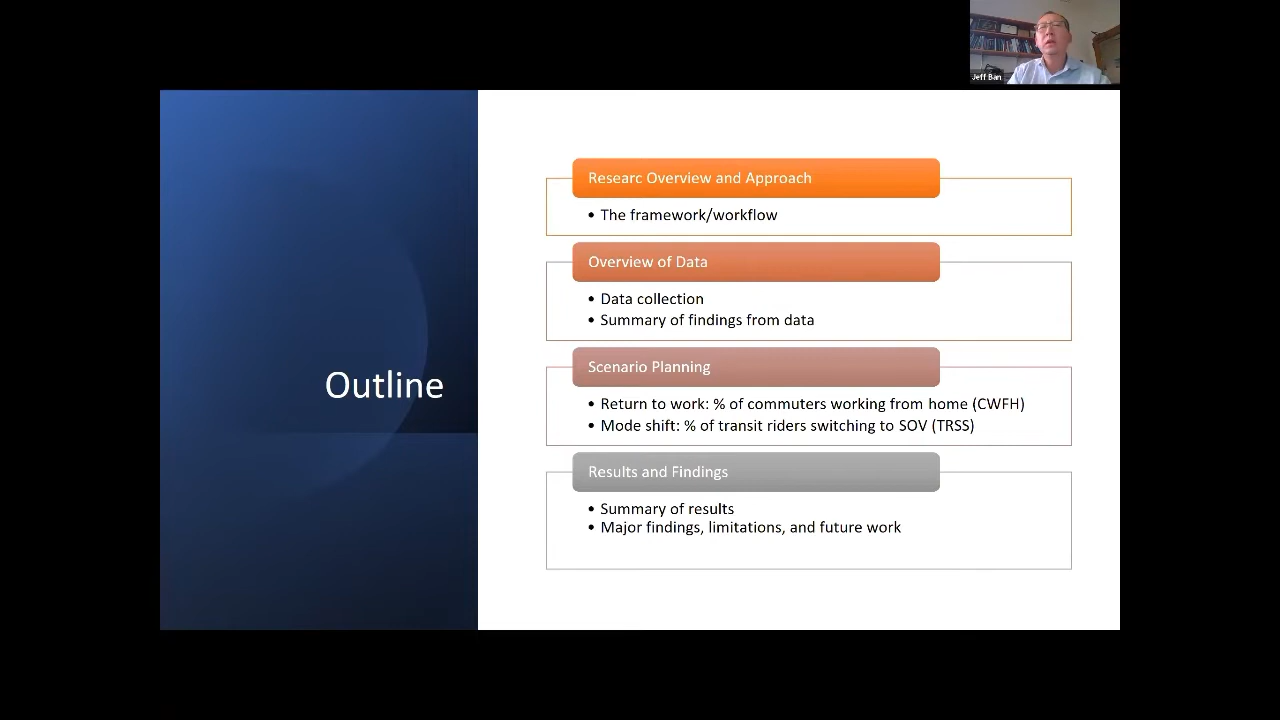 Jeff Ban
Outline
Researc Overview and Approach
• The framework/workflow
Overview of Data
• Data collection
• Summary of findings from data
Scenario Planning
• Return to work: % of commuters working from home (CWFH)
• Mode shift: % of transit riders switching to SOV (TRSS)
Results and Findings
• Summary of results
• Major findings, limitations, and future work